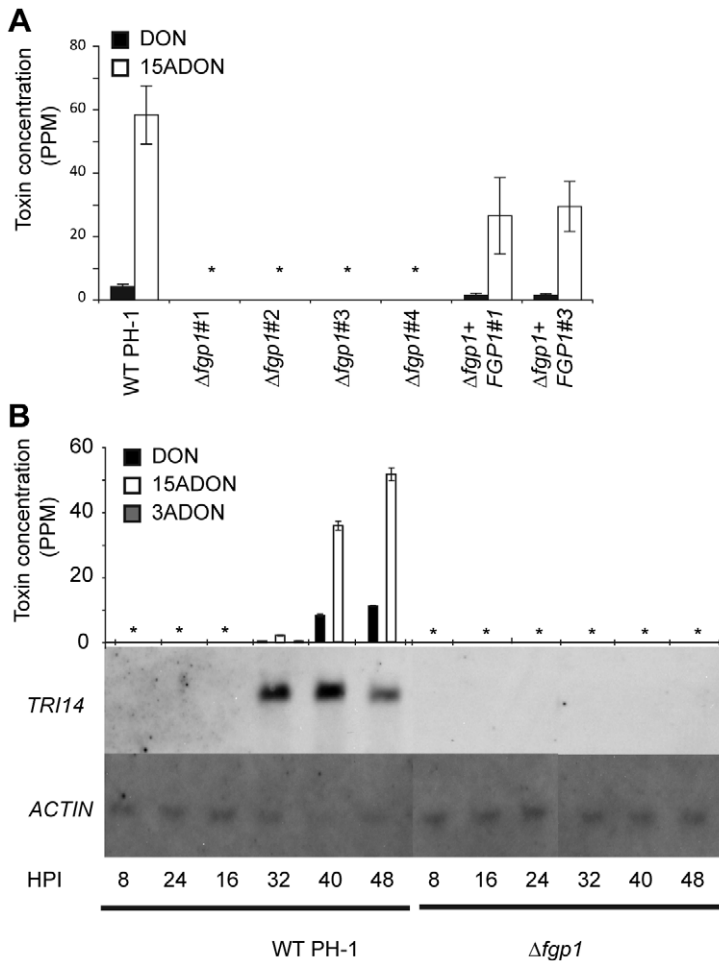 A
DON
15ADON
80
60
40
20
0
Toxin concentration
(PPM)
* * * *
WT PH-1
Δfgp1#1
Δfgp1#2
Δfgp1#3
Δfgp1#4
Δfgp1+
FGP1#1
Δfgp1+
FGP1#3
B
DON
15ADON
3ADON
60
40
20
0
Toxin concentration
(PPM)
* * * * * * * * *
TRI14
ACTIN
HPI 8 24 16 32 40 48 8 16 24 32 40 48
WT PH-1 Δfgp1